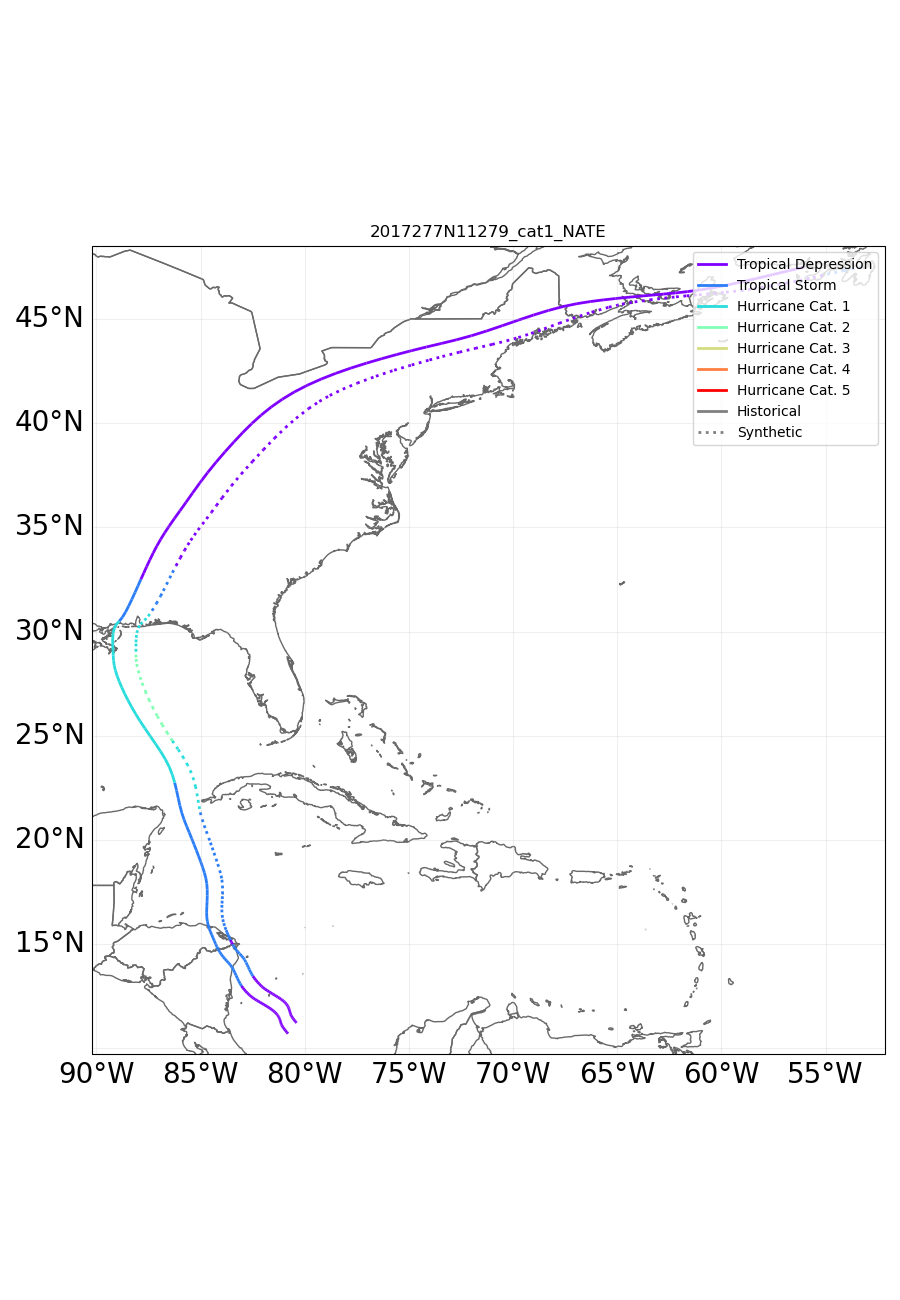 2017277N11279_cat1_NATE
Tropical Depression
Tropical Storm
Hurricane Cat. 1
Hurricane Cat. 2
Hurricane Cat. 3
Hurricane Cat. 4
Hurricane Cat. 5
Historical
Synthetic
45°N
40°N
35°N
30°N
25°N
20°N
15°N
90°W 85°W 80°W 75°W 70°W 65°W 60°W 55°W